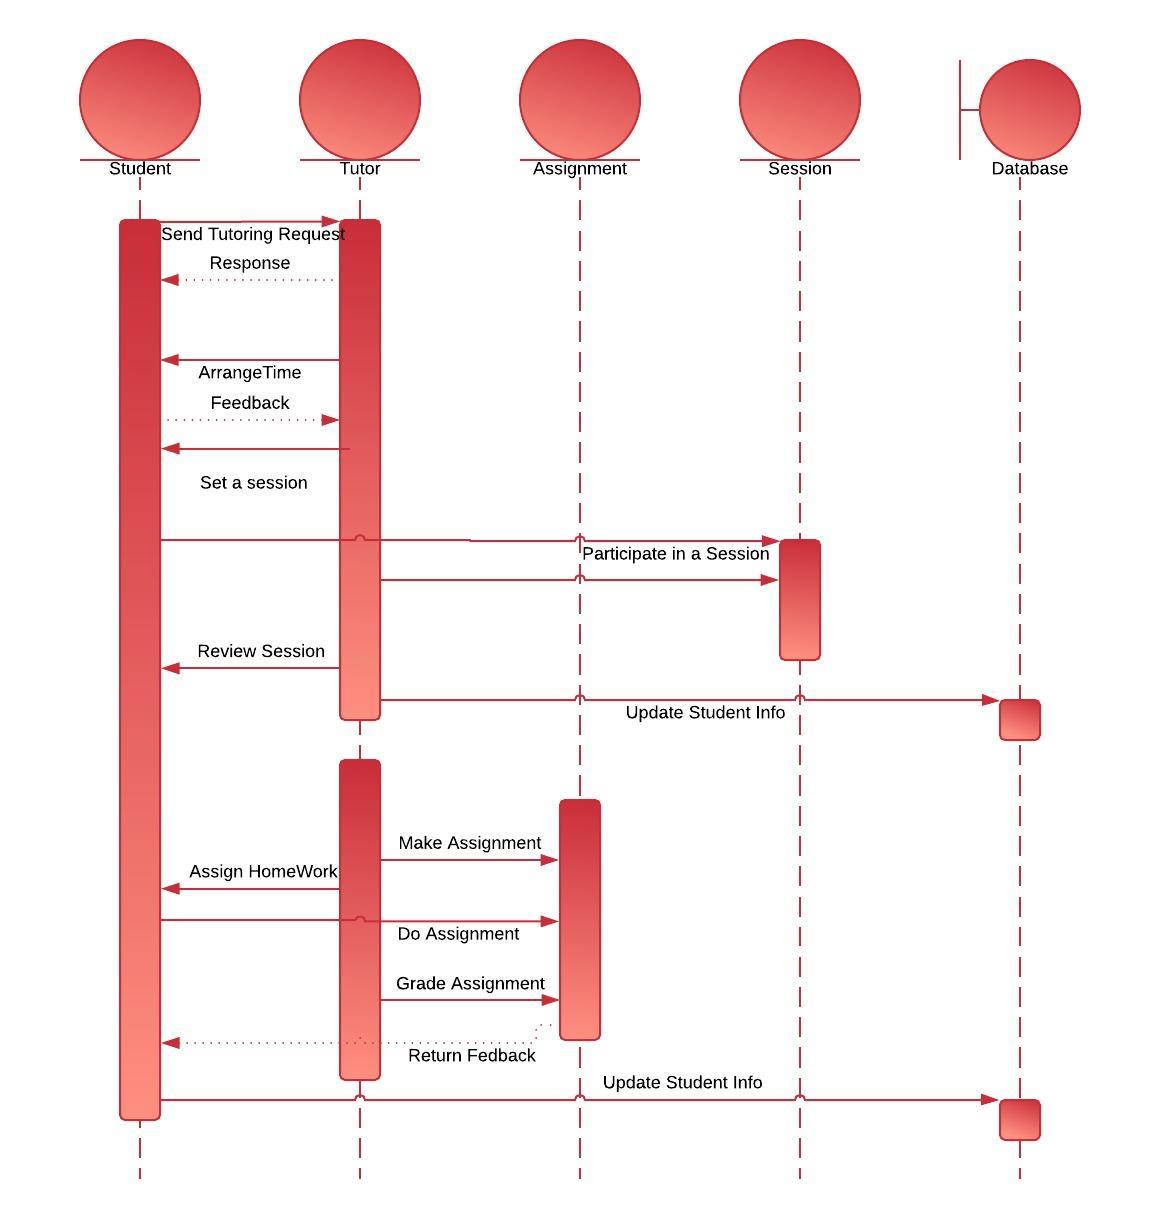 Student
Tutor
Assignment
Session
Database
Send Tutoring Request
Response
ArrangeTime
Feedback
Set a session
Participate in a Session
Review Session
Update Student Info
Make Assignment
Assign HomeWork
Do Assignment
Grade Assignment
Return Fedback
Update Student Info